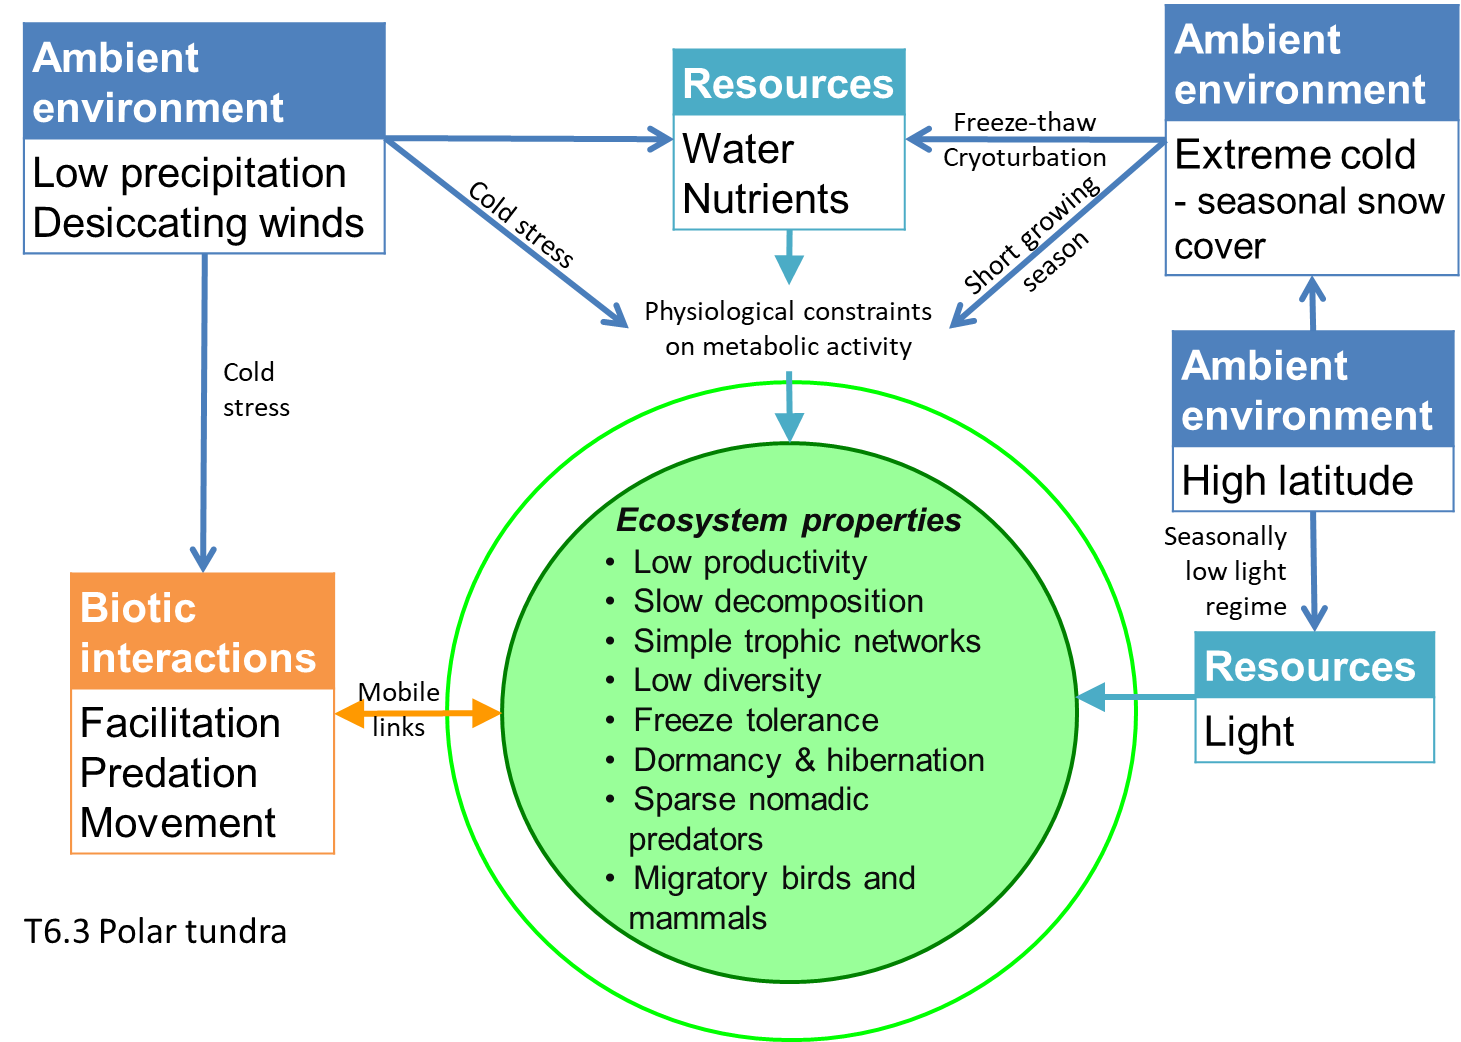 Ambient
environment
Low precipitation
Desiccating winds
Resources
Water
Nutrients
Ambient
environment
Extreme cold
- seasonal snow
cover
Freeze-thaw
Cryoturbation
Cold stress
Short growing
season
Physiological constraints
on metabolic activity
Cold
stress
Ambient
environment
High latitude
Seasonally
low light
regime
Biotic
interactions
Facilitation
Predation
Movement
Mobile
links
Ecosystem properties
• Low productivity
• Slow decomposition
• Simple trophic networks
• Low diversity
• Freeze tolerance
• Dormancy & hibernation
• Sparse nomadic
predators
• Migratory birds and
mammals
Resources
Light
T6.3 Polar tundra